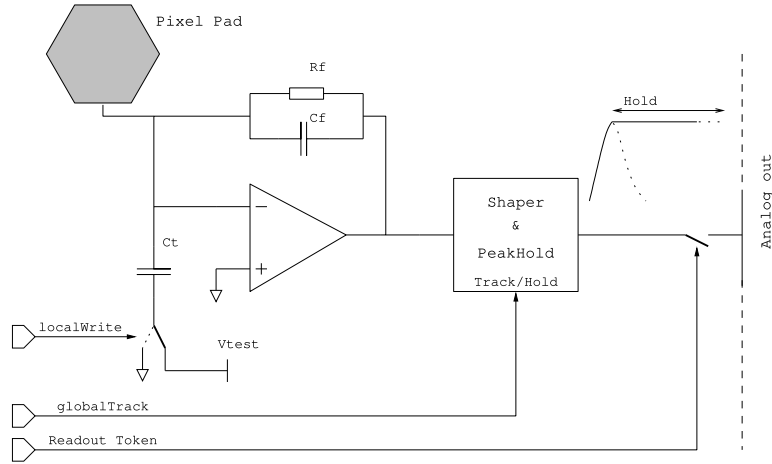 Pixel Pad
Rf
Cf
Hold
Analog out
Shaper
&
PeakHold
Track/Hold
−
+
Ct
localWrite
Vtest
globalTrack
Readout Token